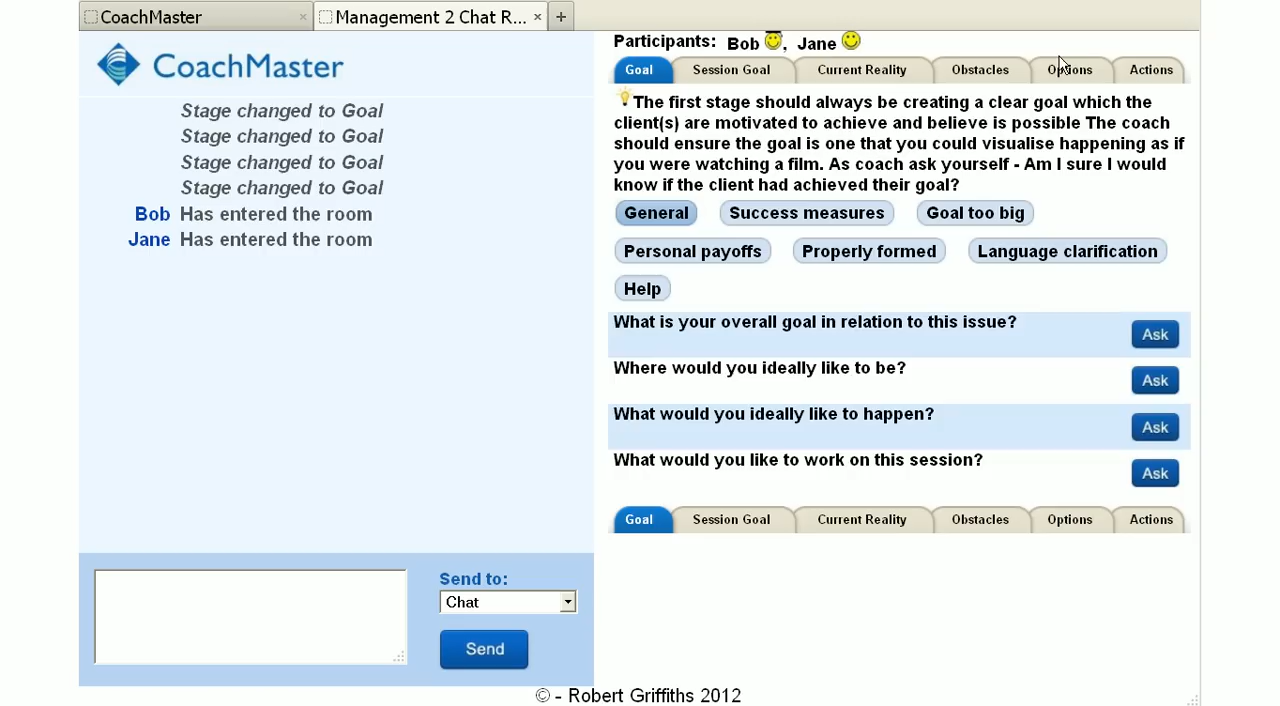 CoachMaster × Management 2 Chat R... × +
CoachMaster
Stage changed to Goal
Stage changed to Goal
Stage changed to Goal
Stage changed to Goal
Bob Has entered the room
Jane Has entered the room
Send to:
Chat
Send
Participants: Bob , Jane
Goal Session Goal Current Reality Obstacles Options Actions
The first stage should always be creating a clear goal which the
client(s) are motivated to achieve and believe is possible The coach
should ensure the goal is one that you could visualise happening as if
you were watching a film. As coach ask yourself - Am I sure I would
know if the client had achieved their goal?
General Success measures Goal too big
Personal payoffs Properly formed Language clarification
Help
What is your overall goal in relation to this issue? Ask
Where would you ideally like to be? Ask
What would you ideally like to happen? Ask
What would you like to work on this session? Ask
Goal Session Goal Current Reality Obstacles Options Actions
© - Robert Griffiths 2012